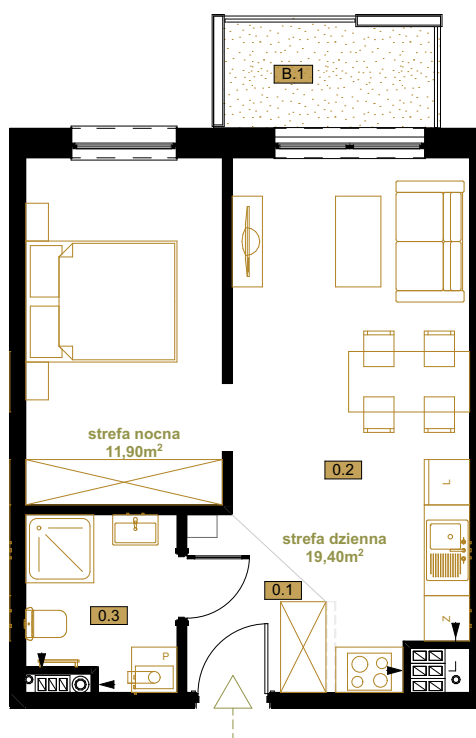 B.1
strefa nocna
11,90m²
0.2
L
strefa dzienna
19,40m²
0.1
0.3
Z
P
L